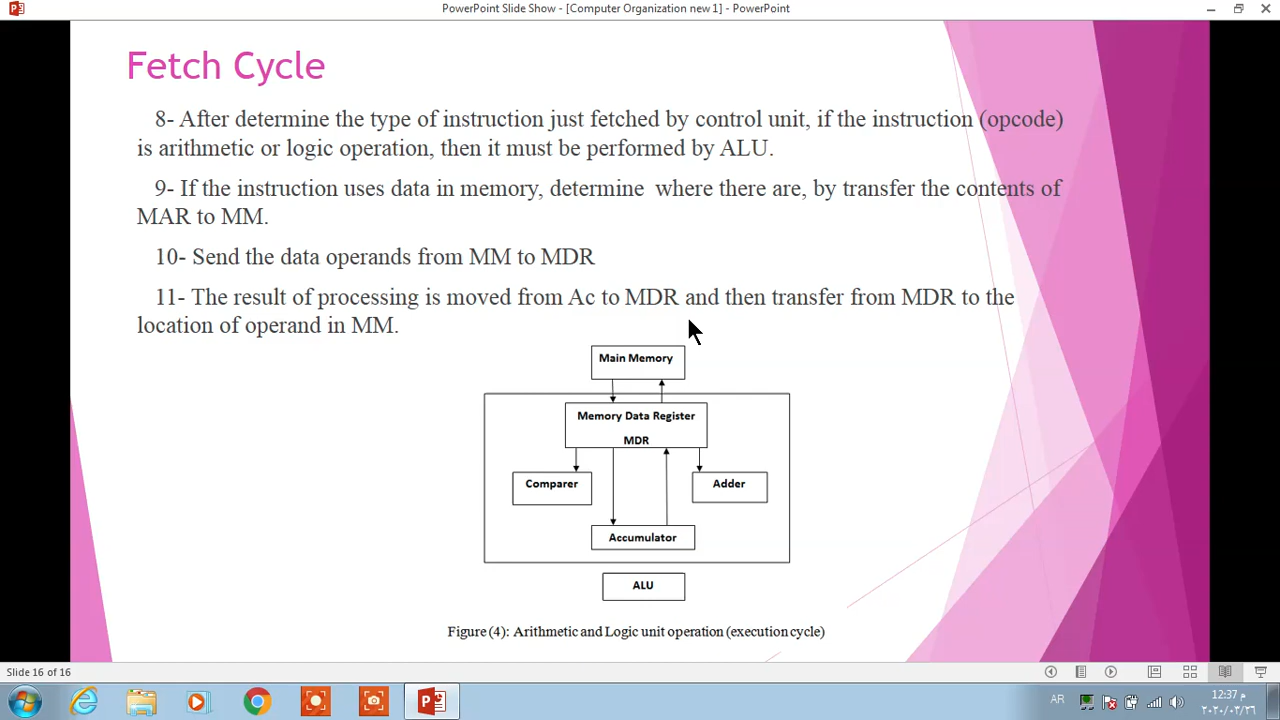 PowerPoint Slide Show - [Computer Organization new 1] - PowerPoint
Fetch Cycle
8- After determine the type of instruction just fetched by control unit, if the instruction (opcode)
is arithmetic or logic operation, then it must be performed by ALU.
9- If the instruction uses data in memory, determine  where there are, by transfer the contents of
MAR to MM.
10- Send the data operands from MM to MDR
11- The result of processing is moved from Ac to MDR and then transfer from MDR to the
location of operand in MM.
Main Memory
Memory Data Register
MDR
Comparer
Adder
Accumulator
ALU
Figure (4): Arithmetic and Logic unit operation (execution cycle)
Slide 16 of 16
AR
12:37 م
٢٠٢٠/٠٣/٢٦